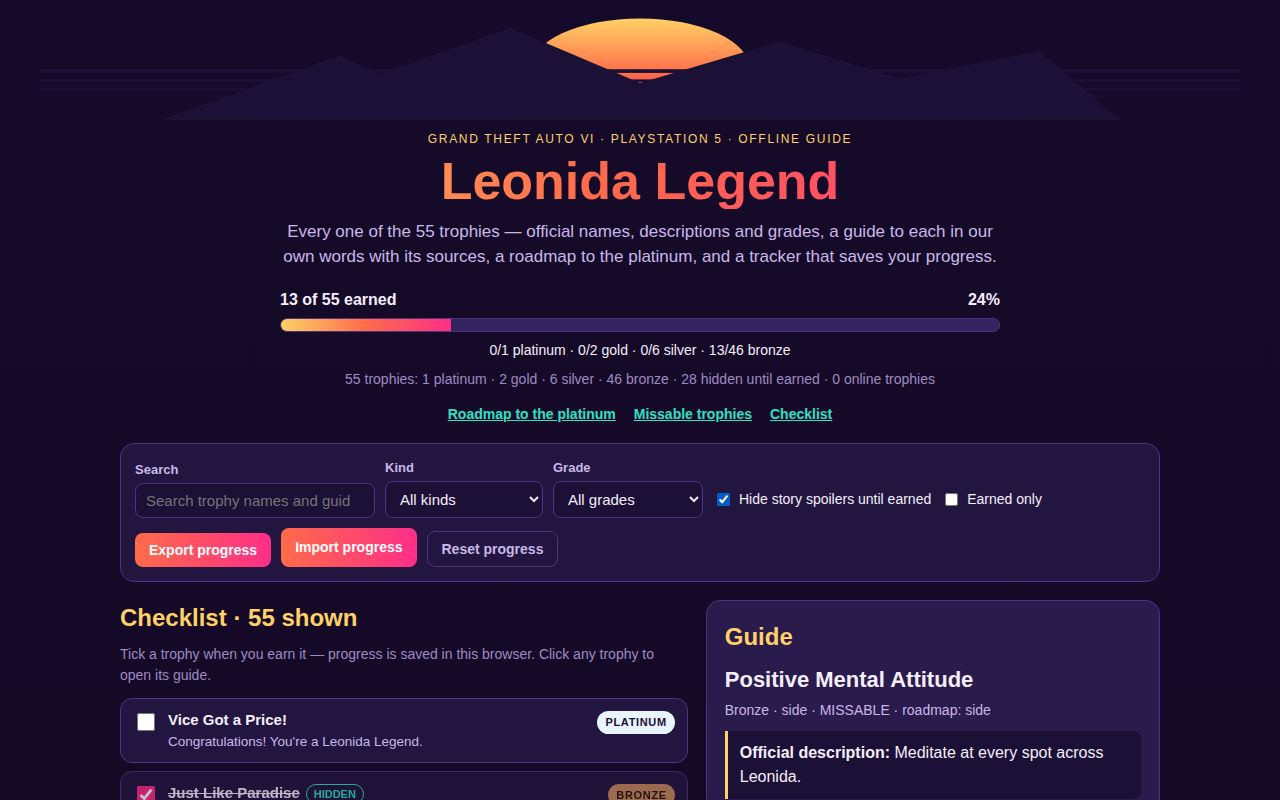 GRAND THEFT AUTO VI · PLAYSTATION 5 · OFFLINE GUIDE
Leonida Legend
Every one of the 55 trophies — official names, descriptions and grades, a guide to each in our
own words with its sources, a roadmap to the platinum, and a tracker that saves your progress.
13 of 55 earned
24%
0/1 platinum · 0/2 gold · 0/6 silver · 13/46 bronze
55 trophies: 1 platinum · 2 gold · 6 silver · 46 bronze · 28 hidden until earned · 0 online trophies
Roadmap to the platinum Missable trophies Checklist
Search
Kind
Grade
Search trophy names and guid
All kinds
All grades
Hide story spoilers until earned
Earned only
Export progress
Import progress
Reset progress
Checklist · 55 shown
Tick a trophy when you earn it — progress is saved in this browser. Click any trophy to
open its guide.
Vice Got a Price!
PLATINUM
Congratulations! You're a Leonida Legend.
Just Like Paradise
HIDDEN
BRONZE
Guide
Positive Mental Attitude
Bronze · side · MISSABLE · roadmap: side
Official description: Meditate at every spot across
Leonida.